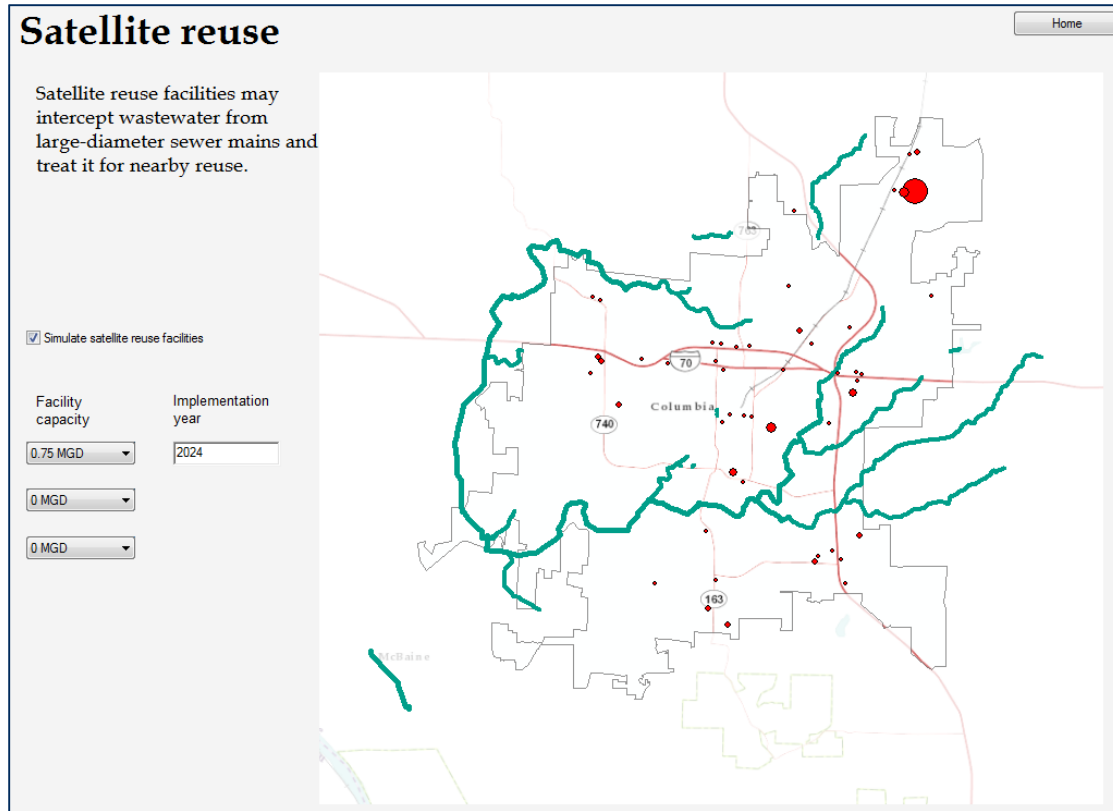 Satellite reuse
Home
Satellite reuse facilities may
intercept wastewater from
large-diameter sewer mains and
treat it for nearby reuse.
763
Simulate satellite reuse facilities
70
Facility
capacity
Implementation
year
Columbia
740
0.75 MGD
2024
0 MGD
0 MGD
163
McBaine